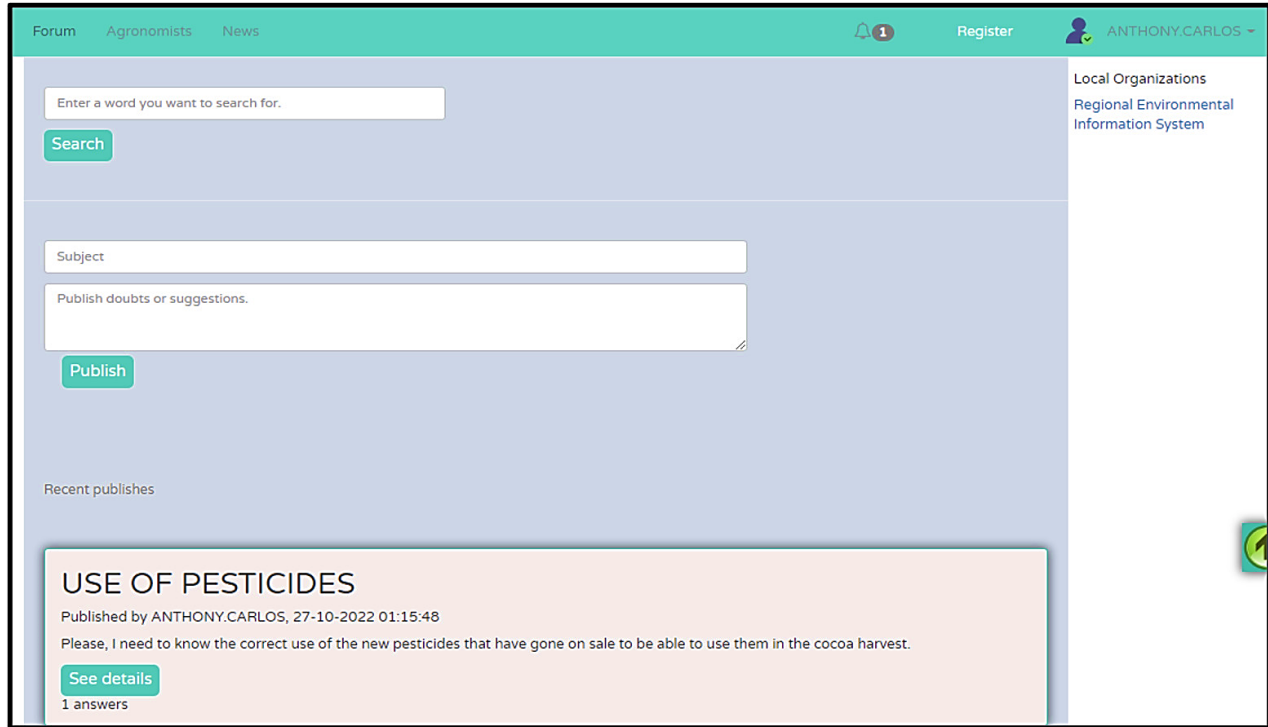 Forum Agronomists News 1 Register ANTHONY.CARLOS
Enter a word you want to search for.
Search
Local Organizations
Regional Environmental
Information System
Subject
Publish doubts or suggestions.
Publish
Recent publishes
USE OF PESTICIDES
Published by ANTHONY.CARLOS, 27-10-2022 01:15:48
Please, I need to know the correct use of the new pesticides that have gone on sale to be able to use them in the cocoa harvest.
See details
1 answers